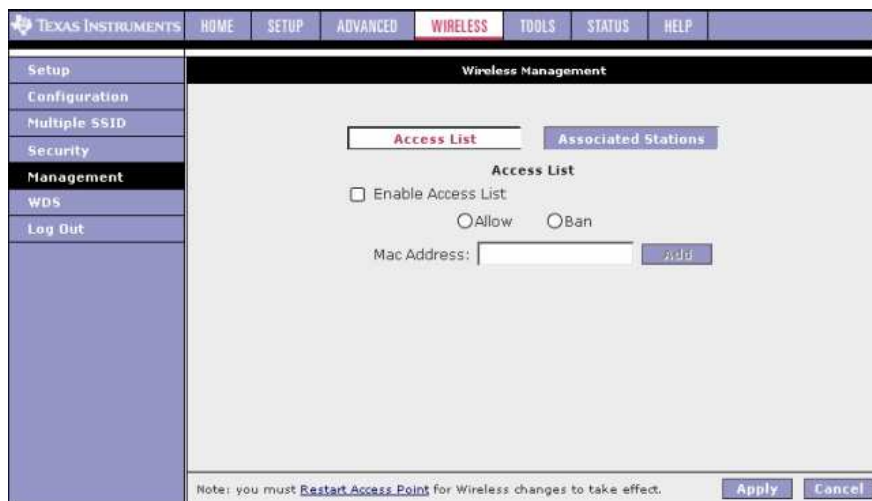 TEXAS INSTRUMENTS HOME SETUP ADVANCED WIRELESS TOOLS STATUS HELP
Setup
Configuration
Multiple SSID
Security
Management
WDS
Log Out
Wireless Management
Access List Associated Stations
Access List
Enable Access List
Allow Ban
Mac Address: Add
Note: you must Restart Access Point for Wireless changes to take effect. Apply Cancel